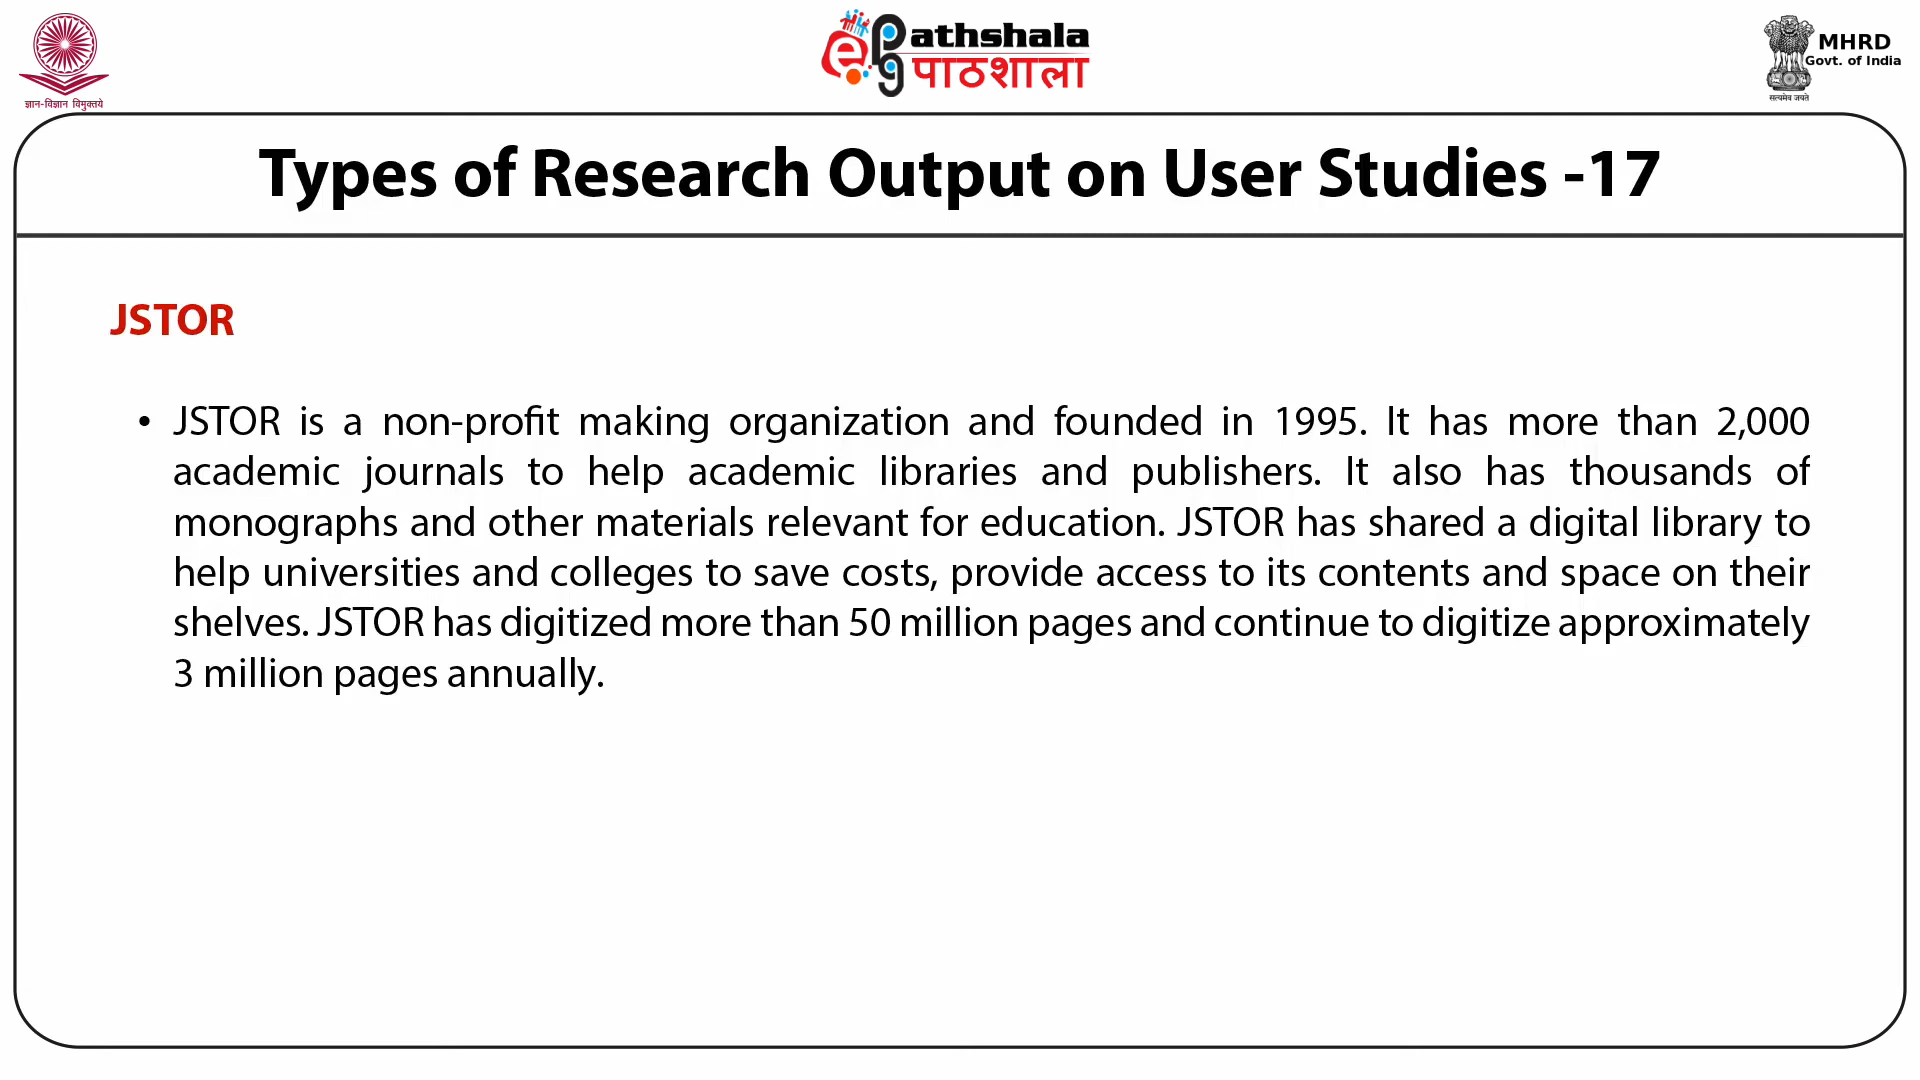 ज्ञान-विज्ञान विमुक्तये
e Pg
athshala
पाठशाला
MHRD
Govt. of India
सत्यमेव जयते
Types of Research Output on User Studies -17
JSTOR
• JSTOR is a non-profit making organization and founded in 1995. It has more than 2,000
academic journals to help academic libraries and publishers. It also has thousands of
monographs and other materials relevant for education. JSTOR has shared a digital library to
help universities and colleges to save costs, provide access to its contents and space on their
shelves. JSTOR has digitized more than 50 million pages and continue to digitize approximately
3 million pages annually.